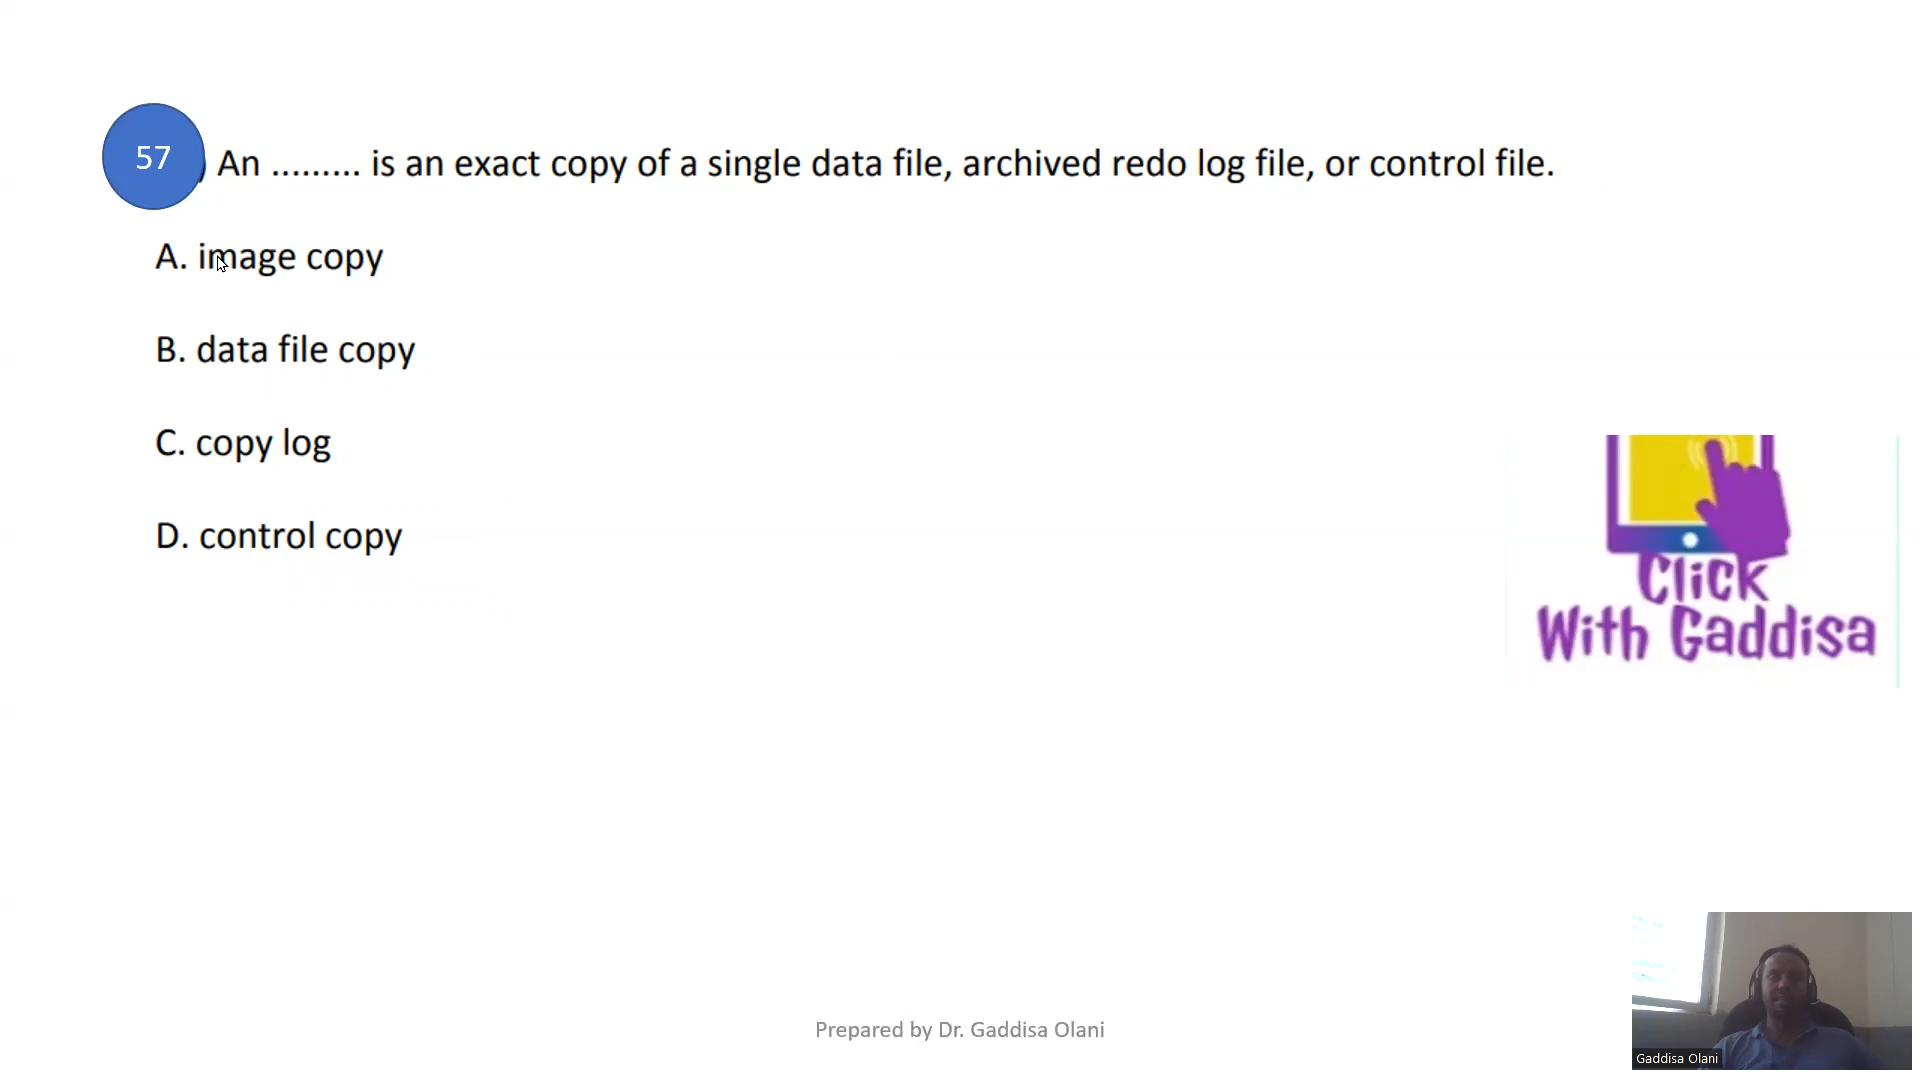 57
) An ......... is an exact copy of a single data file, archived redo log file, or control file.
A. image copy
B. data file copy
C. copy log
D. control copy
Click
With Gaddisa
Prepared by Dr. Gaddisa Olani
Gaddisa Olani